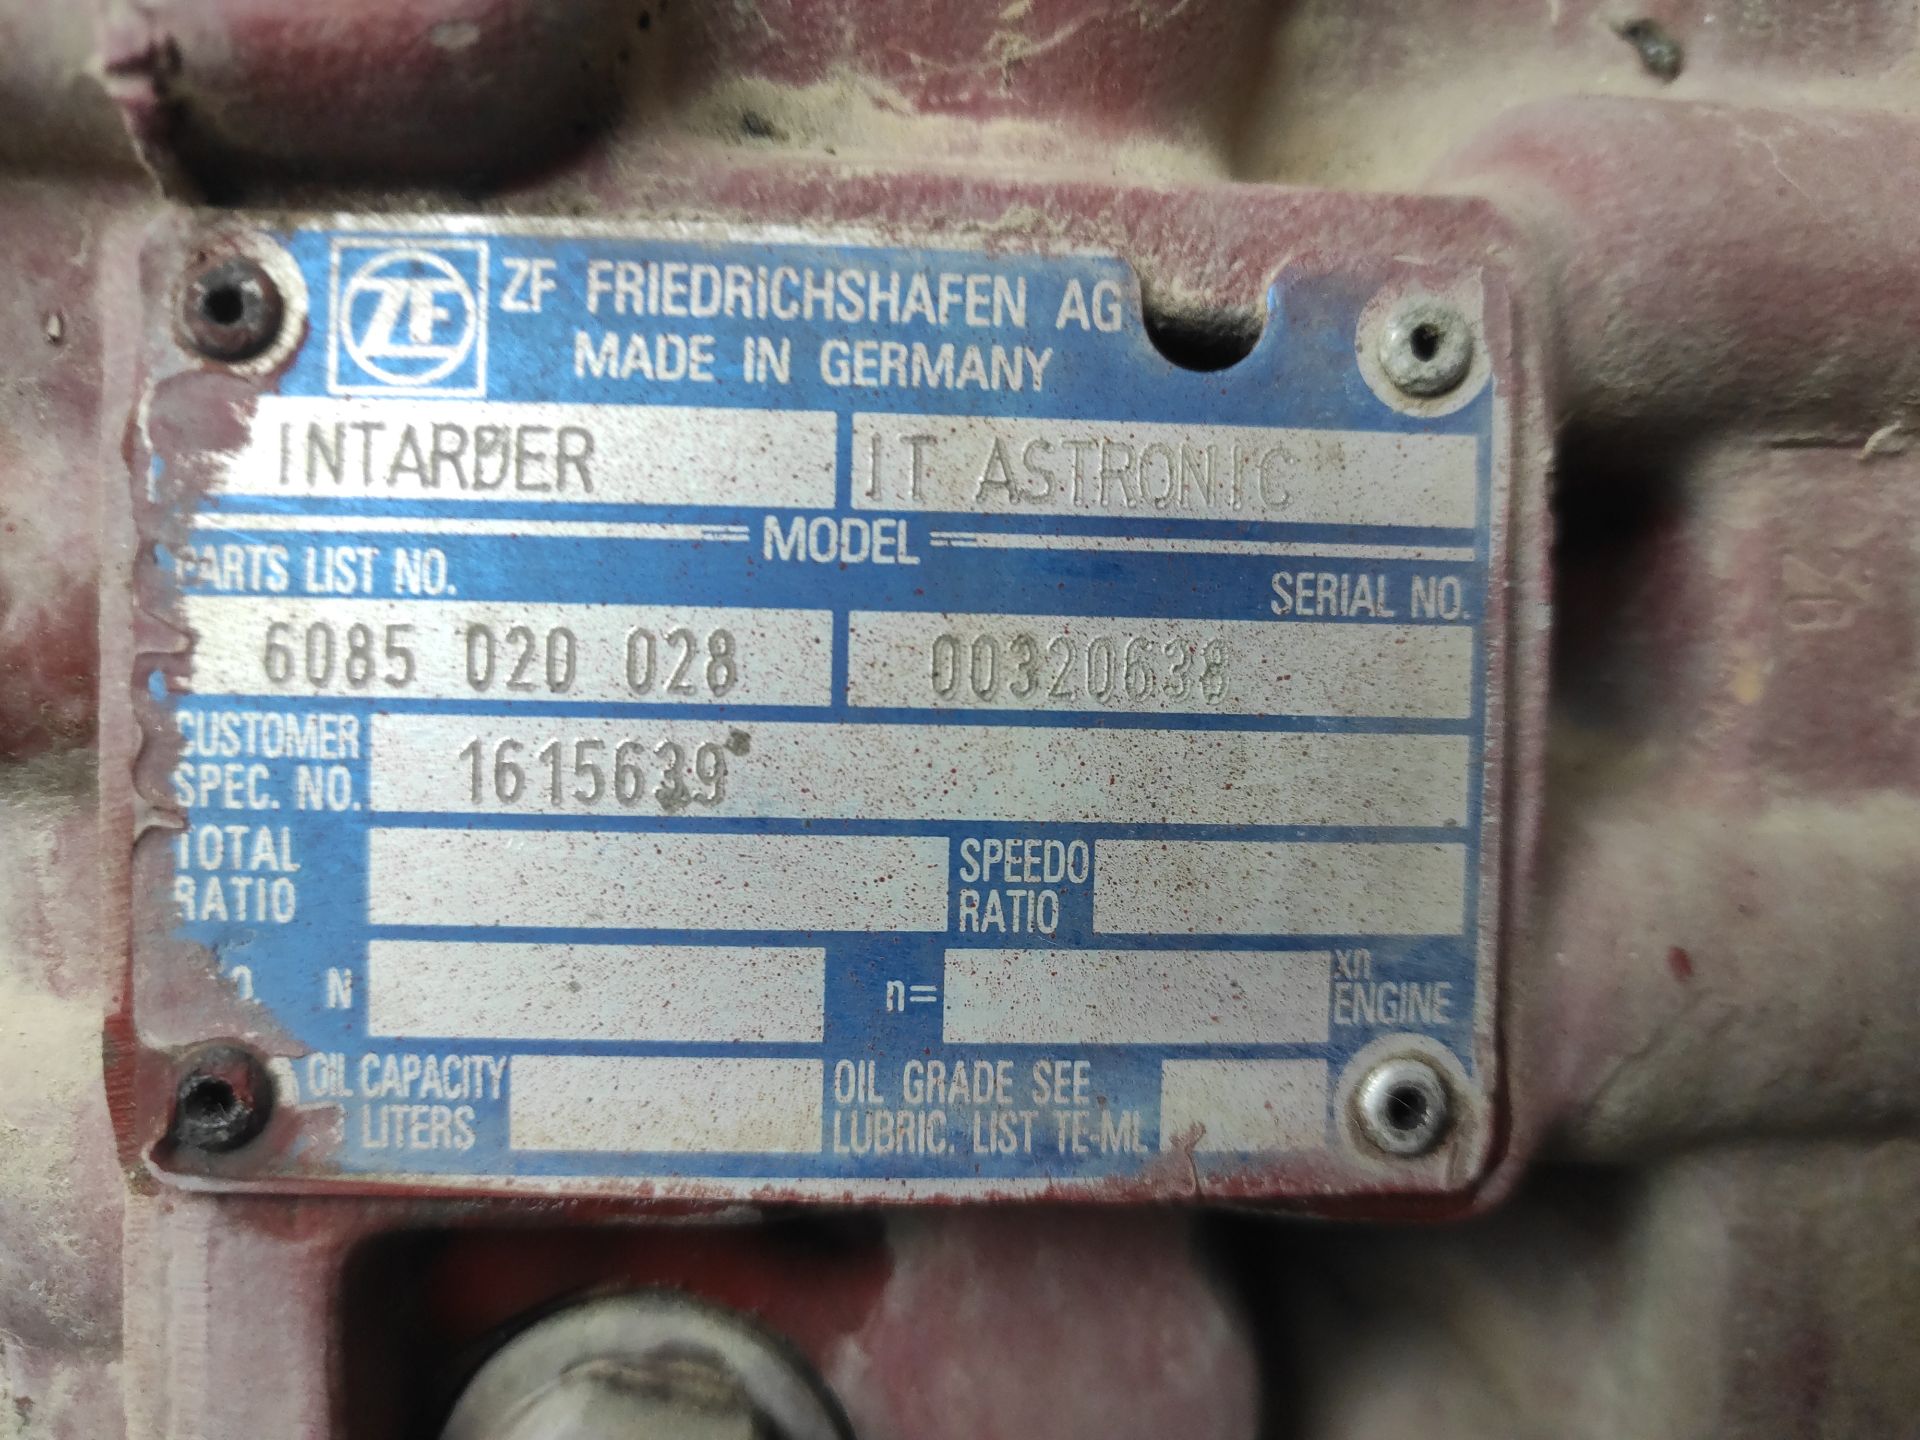 ZF ZF FRIEDRICHSHAFEN AG
MADE IN GERMANY
INTARDER IT ASTRONIC
MODEL
PARTS LIST NO. SERIAL NO.
6085 020 028 00320638
CUSTOMER SPEC. NO. 1615639
TOTAL RATIO SPEEDO RATIO
N n= xn ENGINE
OIL CAPACITY LITERS OIL GRADE SEE LUBRIC. LIST TE-ML
26